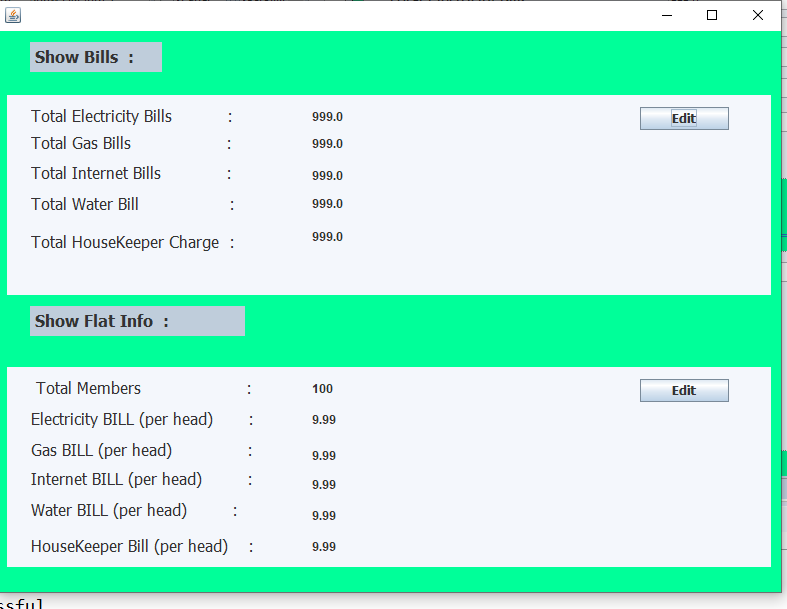 Show Bills :
Total Electricity Bills : 999.0 Edit
Total Gas Bills : 999.0
Total Internet Bills : 999.0
Total Water Bill : 999.0
Total HouseKeeper Charge : 999.0
Show Flat Info :
Total Members : 100 Edit
Electricity BILL (per head) : 9.99
Gas BILL (per head) : 9.99
Internet BILL (per head) : 9.99
Water BILL (per head) : 9.99
HouseKeeper Bill (per head) : 9.99